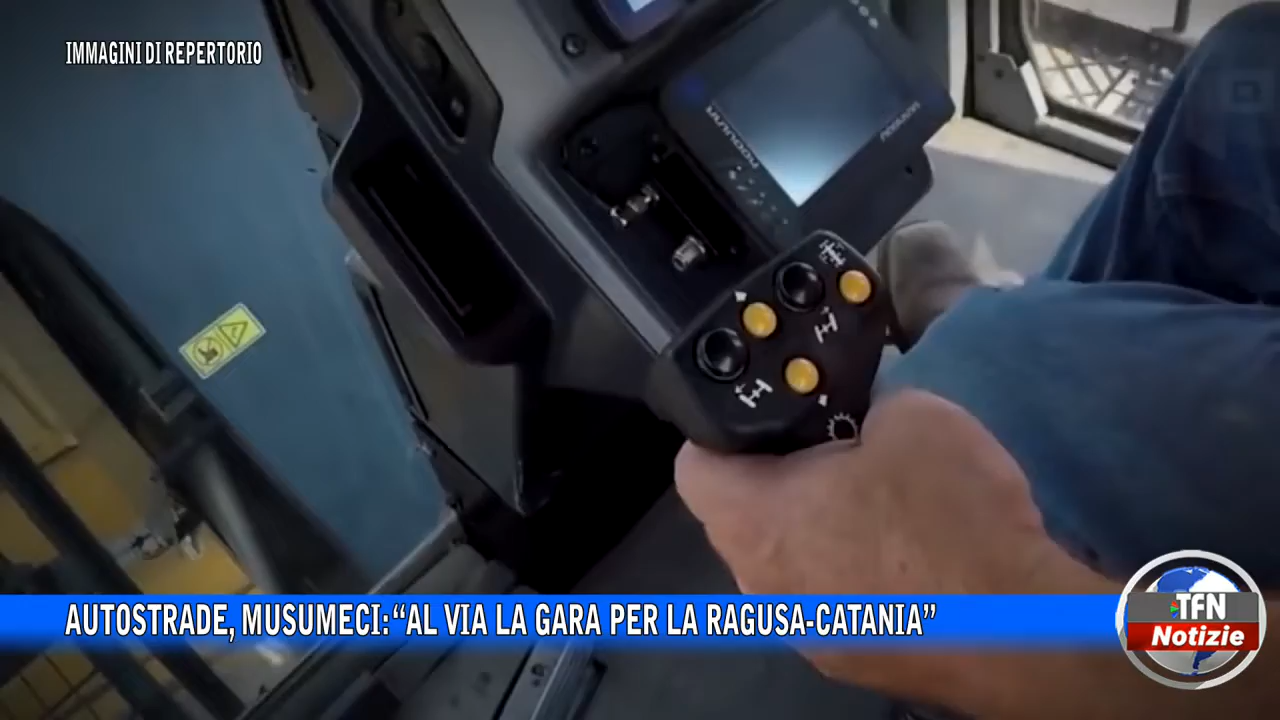 IMMAGINI DI REPERTORIO
AUTOSTRADE, MUSUMECI: “AL VIA LA GARA PER LA RAGUSA-CATANIA”
TFN
Notizie